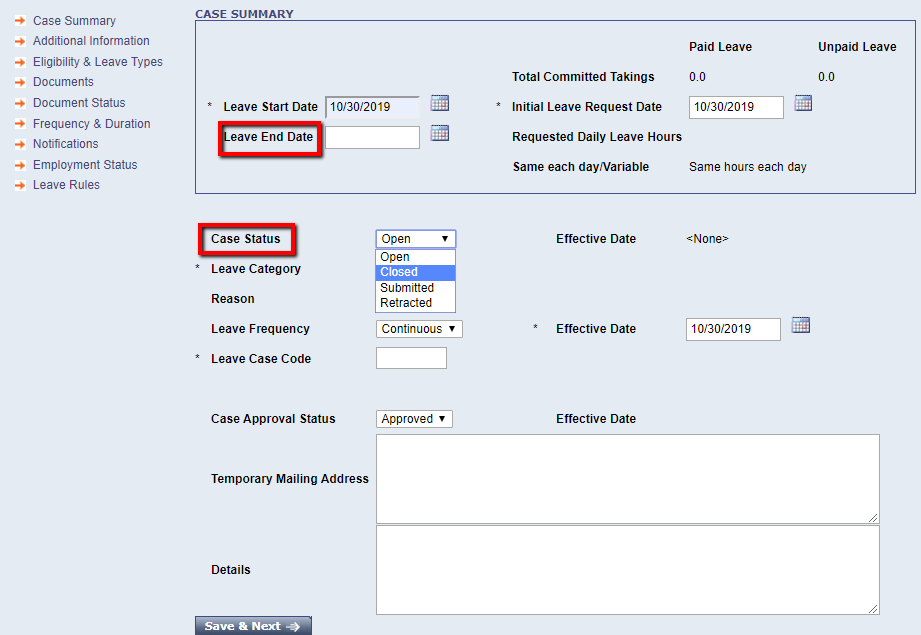 Case Summary
Additional Information
Eligibility & Leave Types
Documents
Document Status
Frequency & Duration
Notifications
Employment Status
Leave Rules
CASE SUMMARY
Paid Leave Unpaid Leave
Total Committed Takings 0.0 0.0
* Leave Start Date 10/30/2019 * Initial Leave Request Date 10/30/2019
Leave End Date Requested Daily Leave Hours
Same each day/Variable Same hours each day
Case Status Open ▼ Effective Date <None>
Open
* Leave Category Closed
Submitted
Reason Retracted
Leave Frequency Continuous ▼ * Effective Date 10/30/2019
* Leave Case Code
Case Approval Status Approved ▼ Effective Date
Temporary Mailing Address
Details
Save & Next